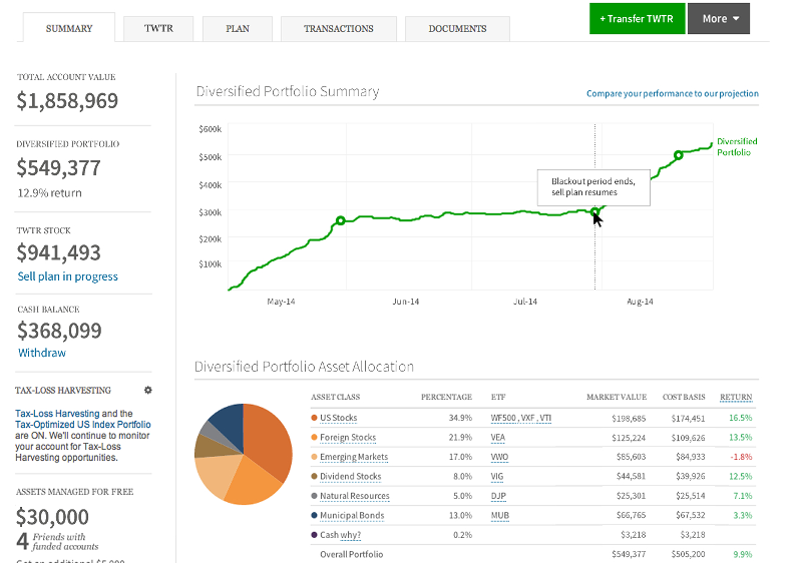 SUMMARY
TWTR
PLAN
TRANSACTIONS
DOCUMENTS
+ Transfer TWTR
More
TOTAL ACCOUNT VALUE
$1,858,969
DIVERSIFIED PORTFOLIO
$549,377
12.9% return
TWTR STOCK
$941,493
Sell plan in progress
CASH BALANCE
$368,099
Withdraw
TAX-LOSS HARVESTING
Tax-Loss Harvesting and the
Tax-Optimized US Index Portfolio
are ON. We'll continue to monitor
your account for Tax-Loss
Harvesting opportunities.
ASSETS MANAGED FOR FREE
$30,000
4 Friends with
funded accounts
Get an additional $5,000
Diversified Portfolio Summary
Compare your performance to our projection
$600k
$500k
$400k
$300k
$200k
$100k
Diversified
Portfolio
Blackout period ends,
sell plan resumes
May-14 Jun-14 Jul-14 Aug-14
Diversified Portfolio Asset Allocation
ASSET CLASS PERCENTAGE ETF MARKET VALUE COST BASIS RETURN
US Stocks 34.9% WF500 , VXF , VTI $198,685 $174,451 16.5%
Foreign Stocks 21.9% VEA $125,224 $109,626 13.5%
Emerging Markets 17.0% VWO $85,603 $84,933 -1.8%
Dividend Stocks 8.0% VIG $44,581 $39,926 12.5%
Natural Resources 5.0% DJP $25,301 $25,514 7.1%
Municipal Bonds 13.0% MUB $66,765 $67,532 3.3%
Cash why? 0.2% $3,218 $3,218
Overall Portfolio $549,377 $505,200 9.9%